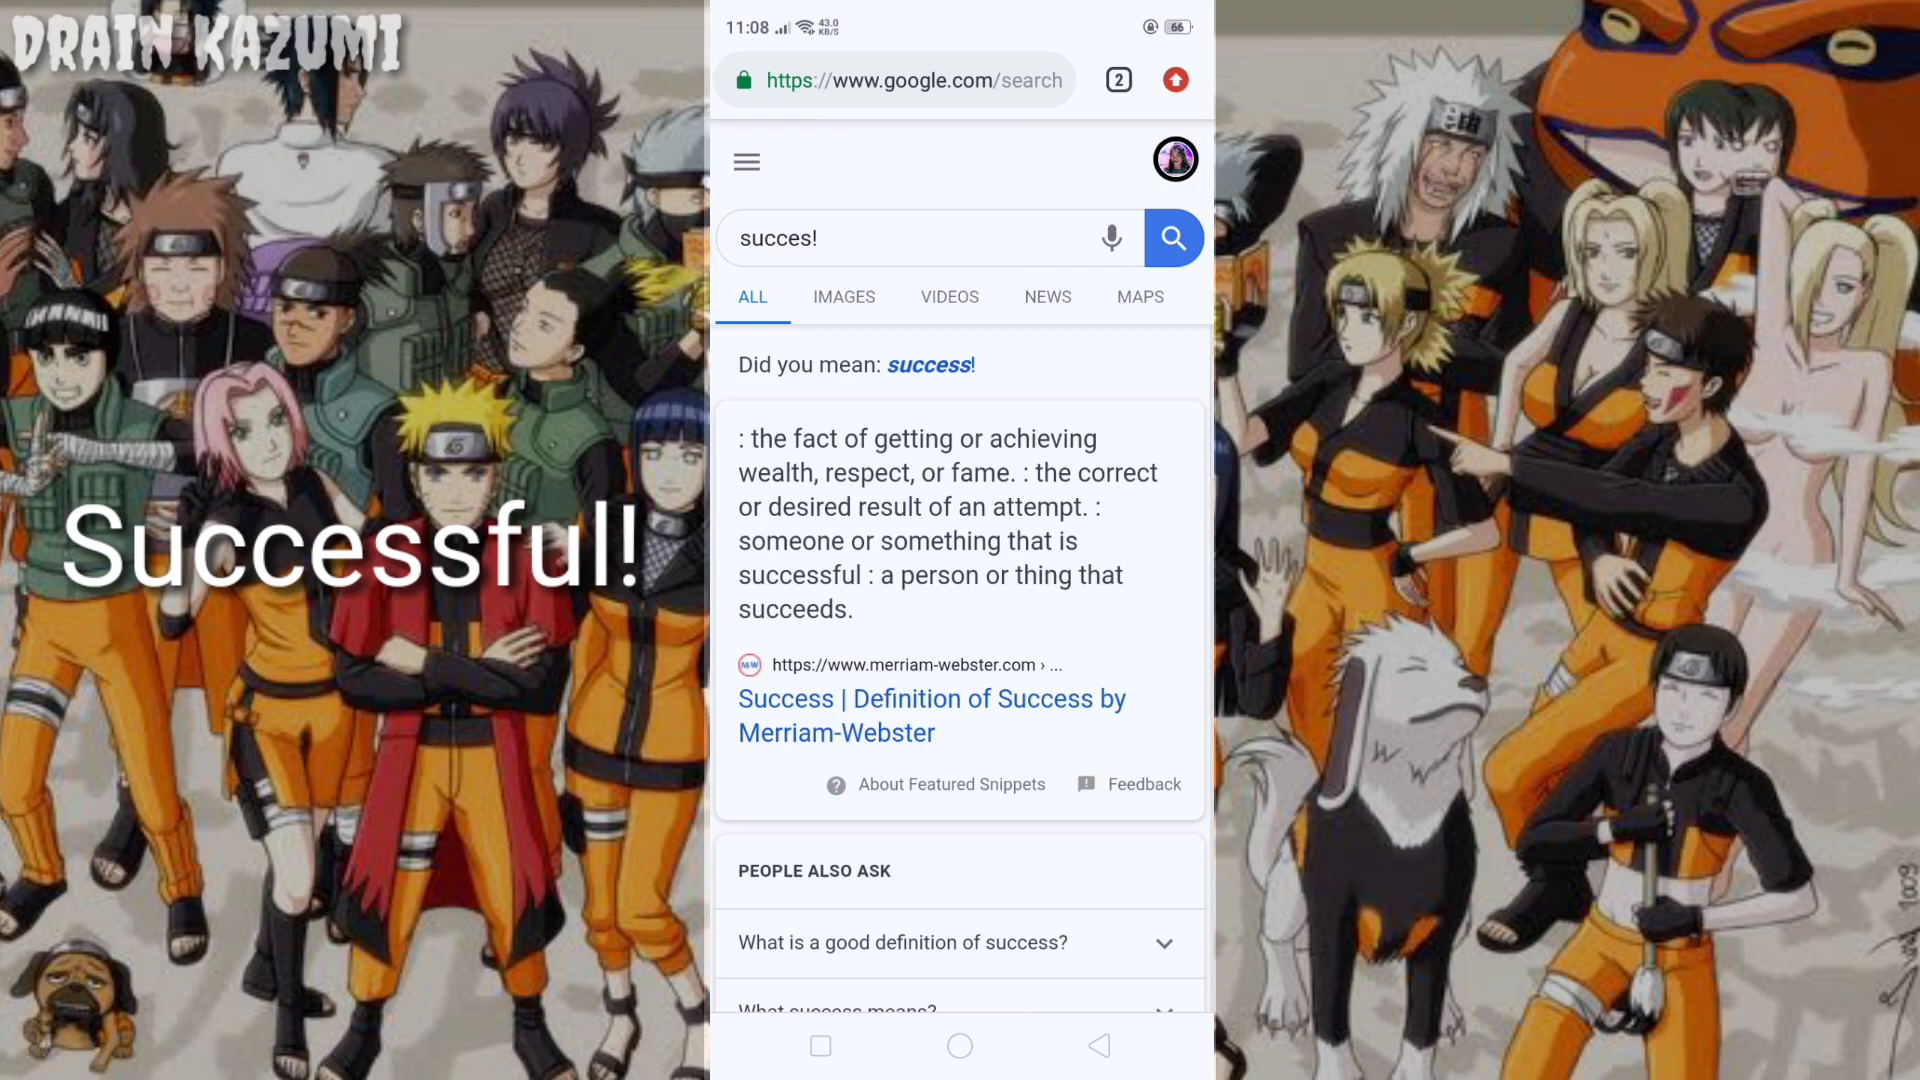 DRAIN KAZUMI
Successful!
11:08 43.0 KB/S 66
https://www.google.com/search 2
succes!
ALL IMAGES VIDEOS NEWS MAPS
Did you mean: success!
: the fact of getting or achieving
wealth, respect, or fame. : the correct
or desired result of an attempt. :
someone or something that is
successful : a person or thing that
succeeds.
M-W https://www.merriam-webster.com › ...
Success | Definition of Success by
Merriam-Webster
About Featured Snippets Feedback
PEOPLE ALSO ASK
What is a good definition of success?
What success means?
2009